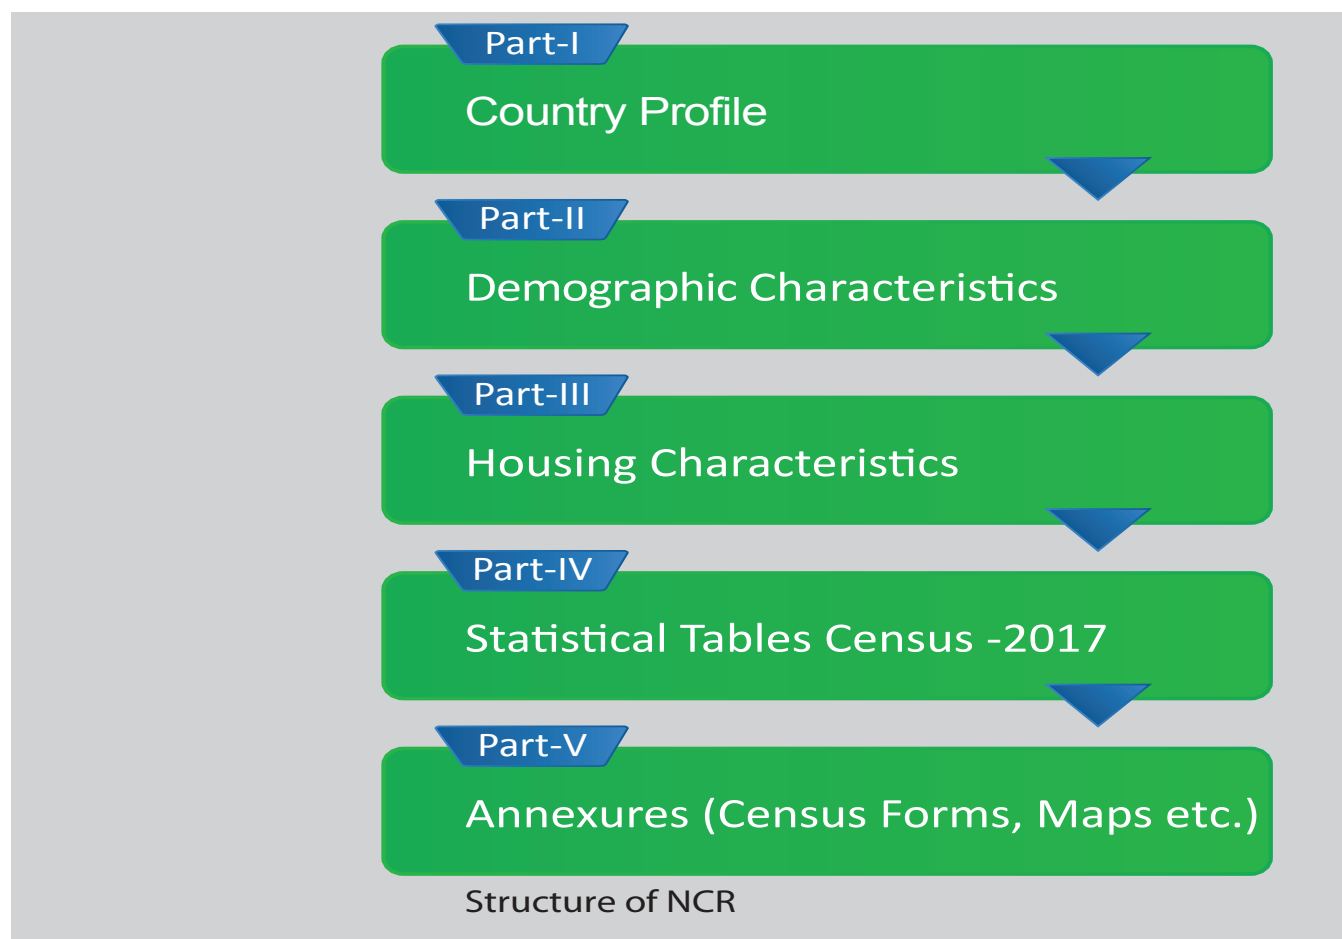 Part-I
Country Profile
Part-II
Demographic Characteristics
Part-III
Housing Characteristics
Part-IV
Statistical Tables Census -2017
Part-V
Annexures (Census Forms, Maps etc.)
Structure of NCR